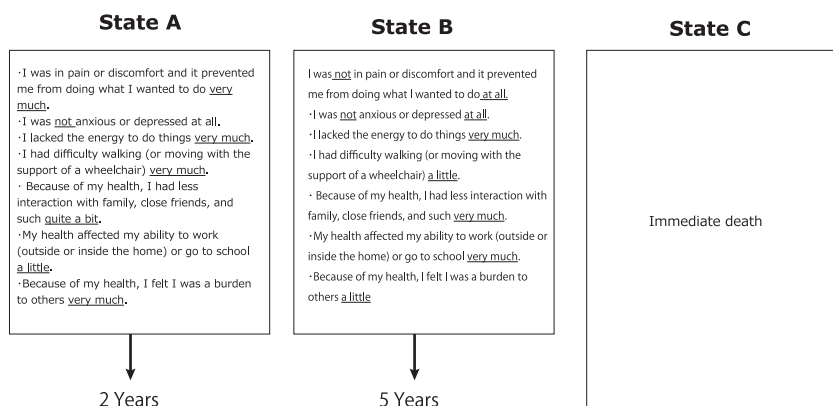 State A
·I was in pain or discomfort and it prevented
me from doing what I wanted to do very
much.
·I was not anxious or depressed at all.
·I lacked the energy to do things very much.
·I had difficulty walking (or moving with the
support of a wheelchair) very much.
· Because of my health, I had less
interaction with family, close friends, and
such quite a bit.
·My health affected my ability to work
(outside or inside the home) or go to school
a little.
·Because of my health, I felt I was a burden
to others very much.
2 Years
State B
I was not in pain or discomfort and it prevented
me from doing what I wanted to do at all.
·I was not anxious or depressed at all.
·I lacked the energy to do things very much.
·I had difficulty walking (or moving with the
support of a wheelchair) a little.
· Because of my health, I had less interaction with
family, close friends, and such very much.
·My health affected my ability to work (outside or
inside the home) or go to school very much.
·Because of my health, I felt I was a burden to
others a little
5 Years
State C
Immediate death